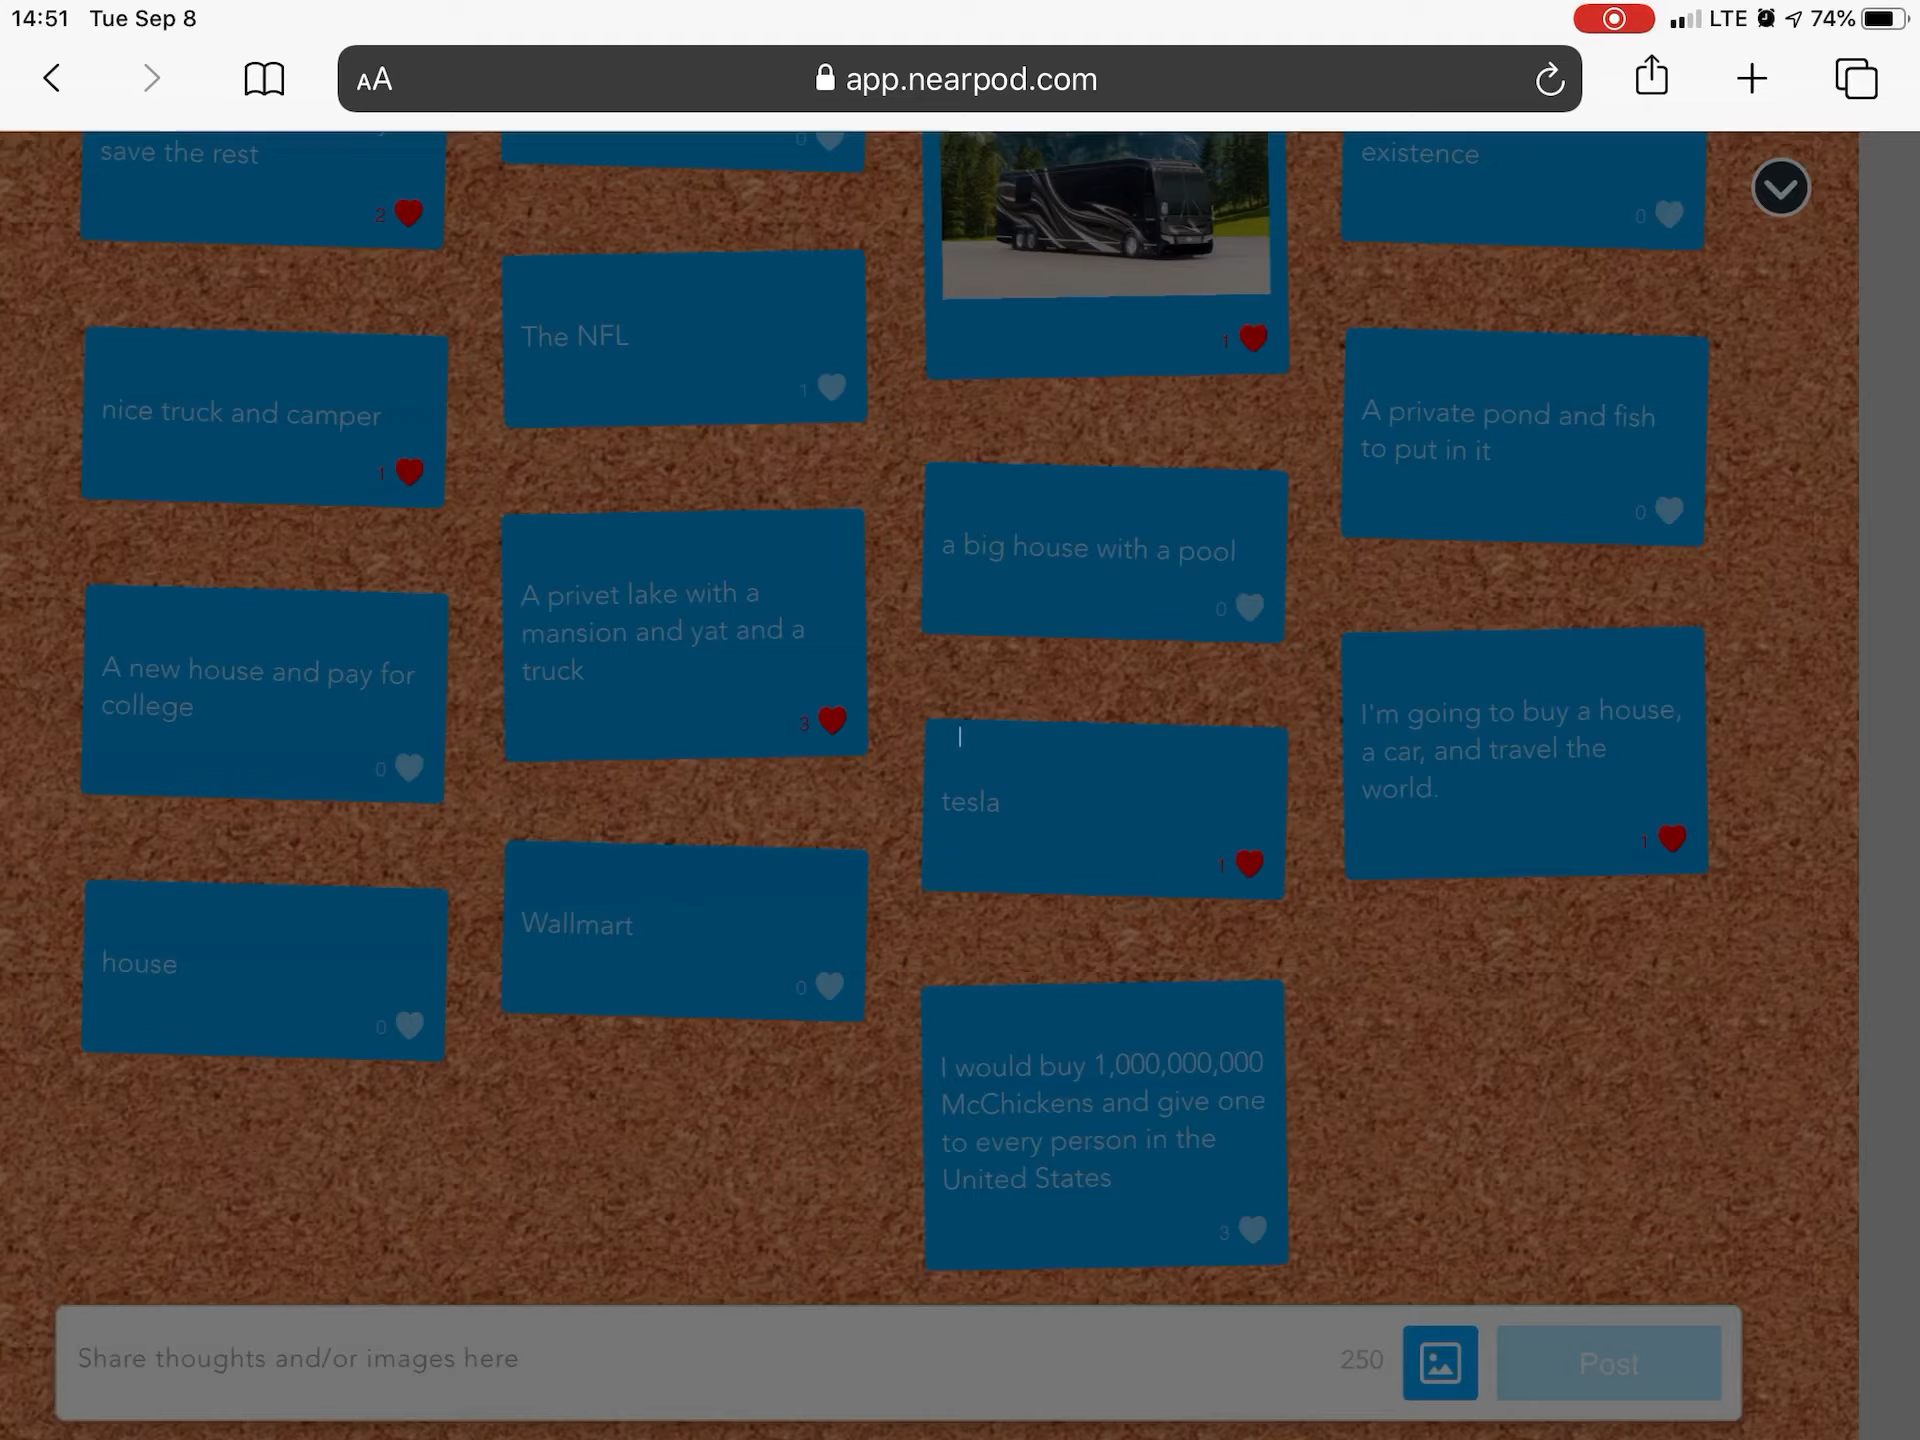 14:51 Tue Sep 8
LTE 74%
AA
app.nearpod.com
save the rest
2
0
existence
0
The NFL
1
1
nice truck and camper
1
A private pond and fish
to put in it
0
a big house with a pool
0
A privet lake with a
mansion and yat and a
truck
3
A new house and pay for
college
0
tesla
1
I'm going to buy a house,
a car, and travel the
world.
1
Wallmart
0
house
0
I would buy 1,000,000,000
McChickens and give one
to every person in the
United States
3
Share thoughts and/or images here
250
Post